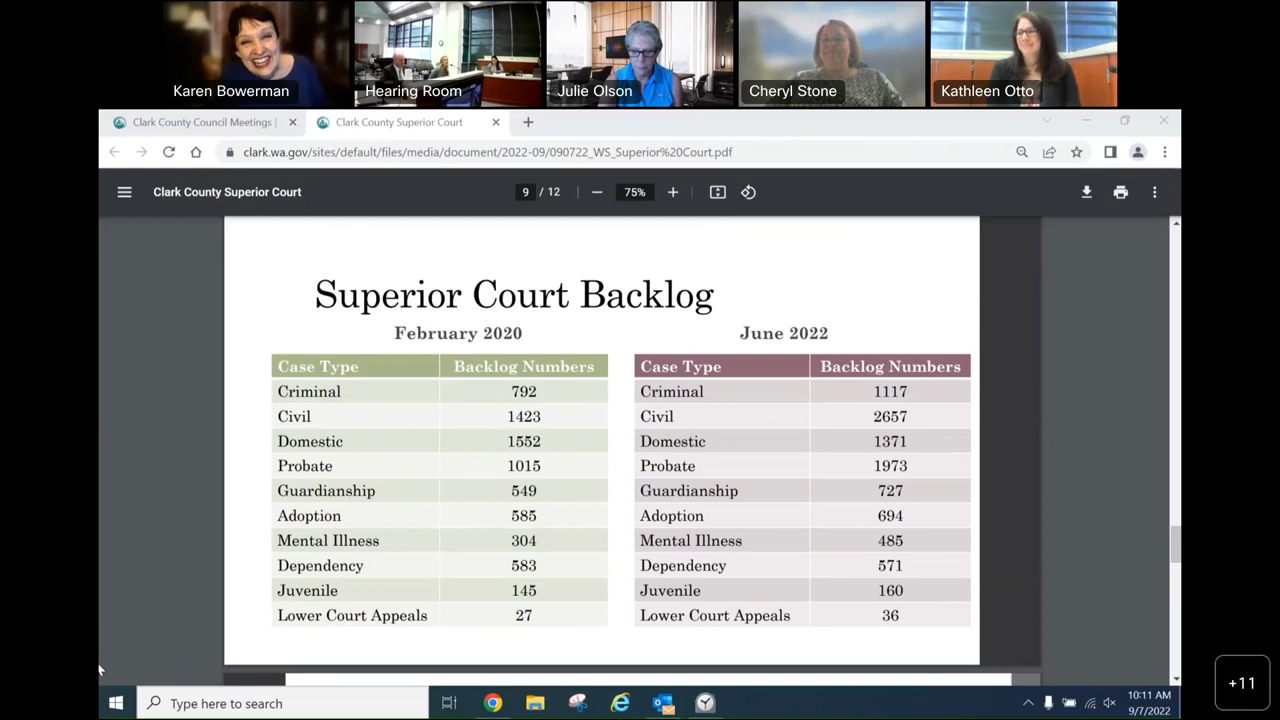 Karen Bowerman
Hearing Room
Julie Olson
Cheryl Stone
Kathleen Otto
Clark County Council Meetings |
Clark County Superior Court
clark.wa.gov/sites/default/files/media/document/2022-09/090722_WS_Superior%20Court.pdf
Clark County Superior Court
9 / 12
75%
Superior Court Backlog
February 2020
Case Type Backlog Numbers
Criminal 792
Civil 1423
Domestic 1552
Probate 1015
Guardianship 549
Adoption 585
Mental Illness 304
Dependency 583
Juvenile 145
Lower Court Appeals 27
June 2022
Case Type Backlog Numbers
Criminal 1117
Civil 2657
Domestic 1371
Probate 1973
Guardianship 727
Adoption 694
Mental Illness 485
Dependency 571
Juvenile 160
Lower Court Appeals 36
+11
Type here to search
10:11 AM
9/7/2022